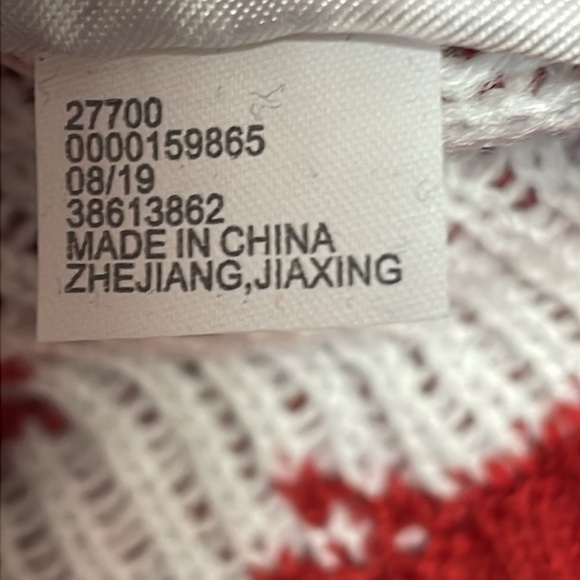 27700
0000159865
08/19
38613862
MADE IN CHINA
ZHEJIANG,JIAXING